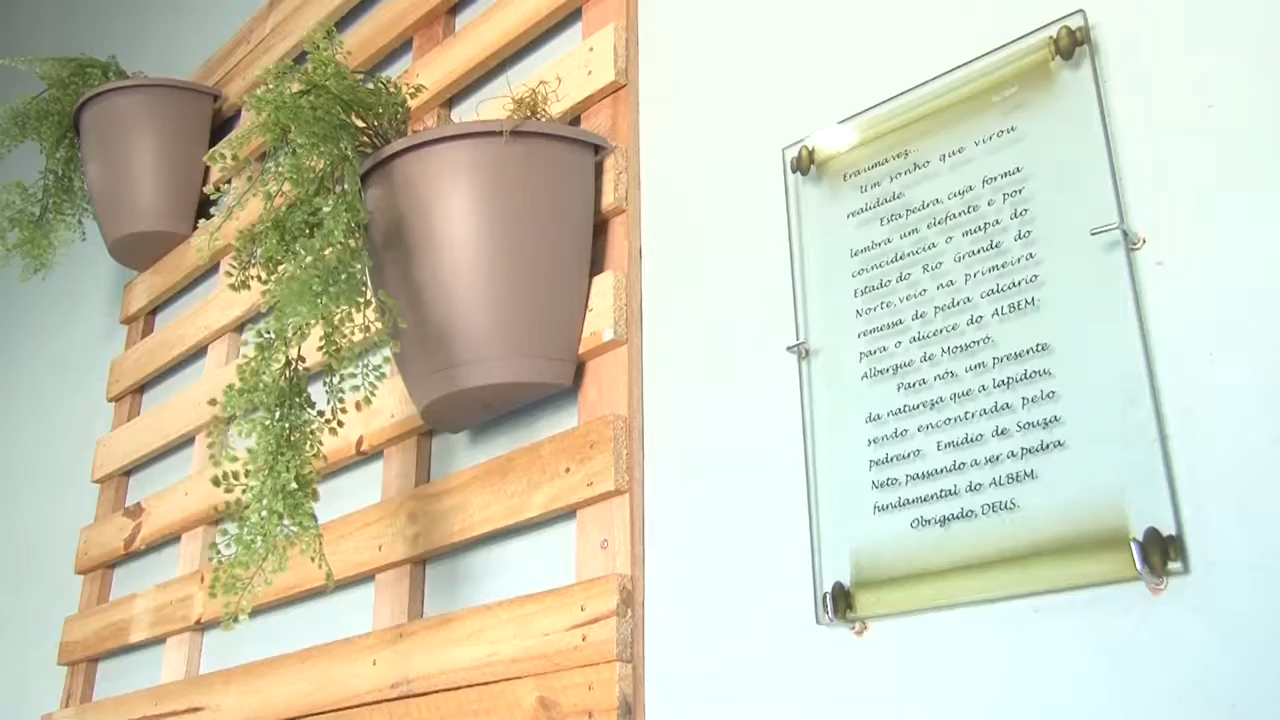 Era uma vez...
Um sonho que virou
realidade.
Esta pedra, cuja forma
lembra um elefante e por
coincidência o mapa do
Estado do Rio Grande do
Norte, veio na primeira
remessa de pedra calcário
para o alicerce do ALBEM;
Albergue de Mossoró.
Para nós, um presente
da natureza que a lapidou,
sendo encontrada pelo
pedreiro Emidio de Souza
Neto, passando a ser a pedra
fundamental do ALBEM.
Obrigado, DEUS.